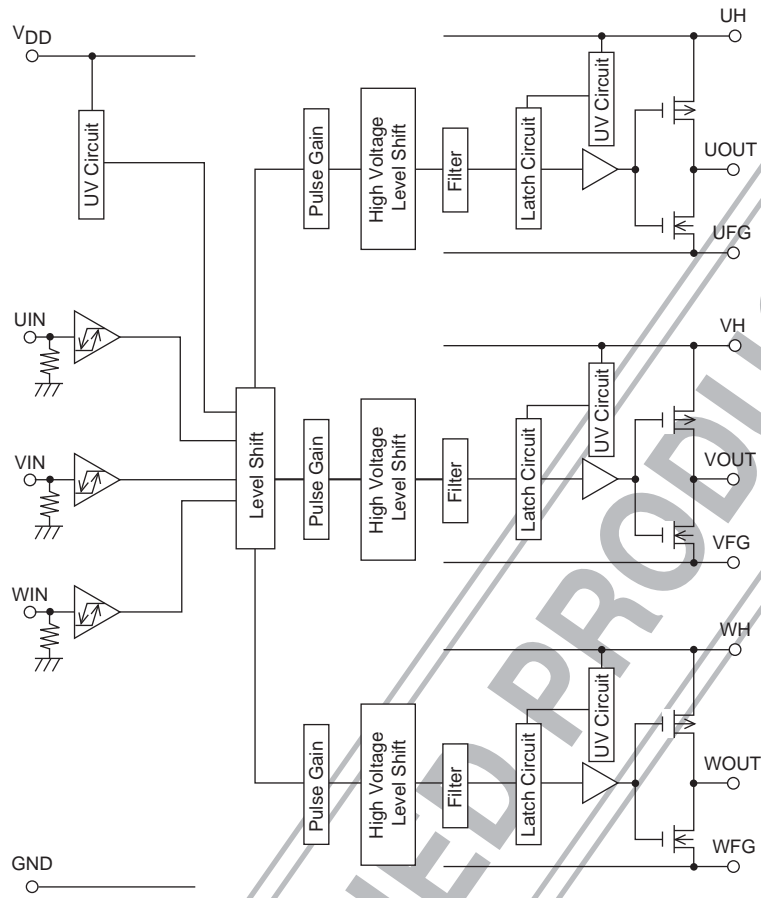 VDD
UV Circuit
UIN
VIN
WIN
GND
Level Shift
Pulse Gain
High Voltage
Level Shift
Filter
Latch Circuit
UV Circuit
UH
UOUT
UFG
Pulse Gain
High Voltage
Level Shift
Filter
Latch Circuit
UV Circuit
VH
VOUT
VFG
Pulse Gain
High Voltage
Level Shift
Filter
Latch Circuit
UV Circuit
WH
WOUT
WFG